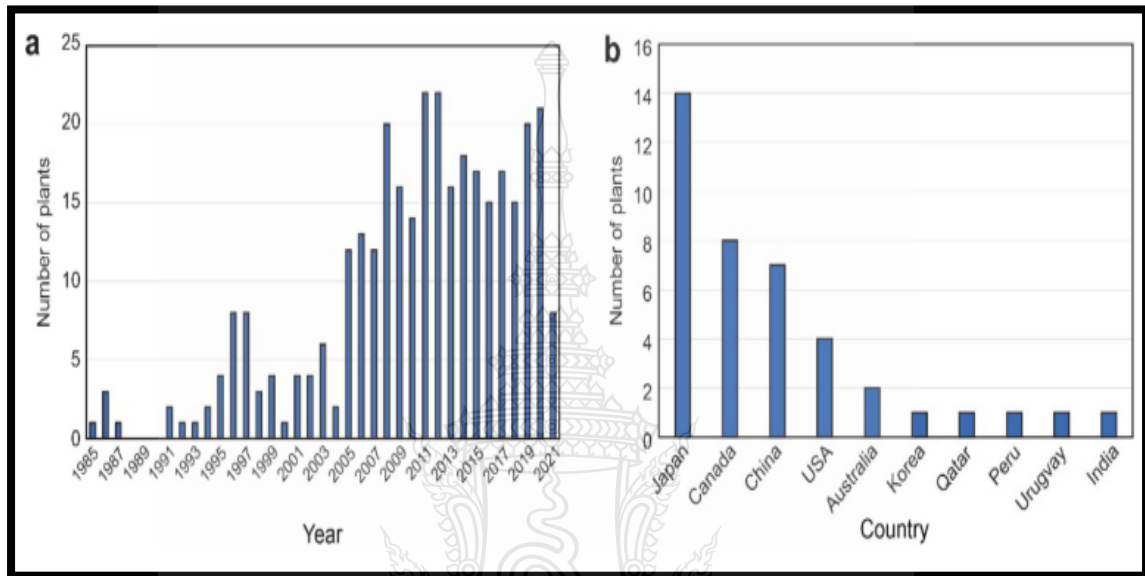 a
25
20
15
10
5
0
Number of plants
1985
1987
1989
1991
1993
1995
1997
1999
2001
2003
2005
2007
2009
2011
2013
2015
2017
2019
2021
Year
b
16
14
12
10
8
6
4
2
0
Number of plants
Japan
Canada
China
USA
Australia
Korea
Qatar
Peru
Urugvay
India
Country